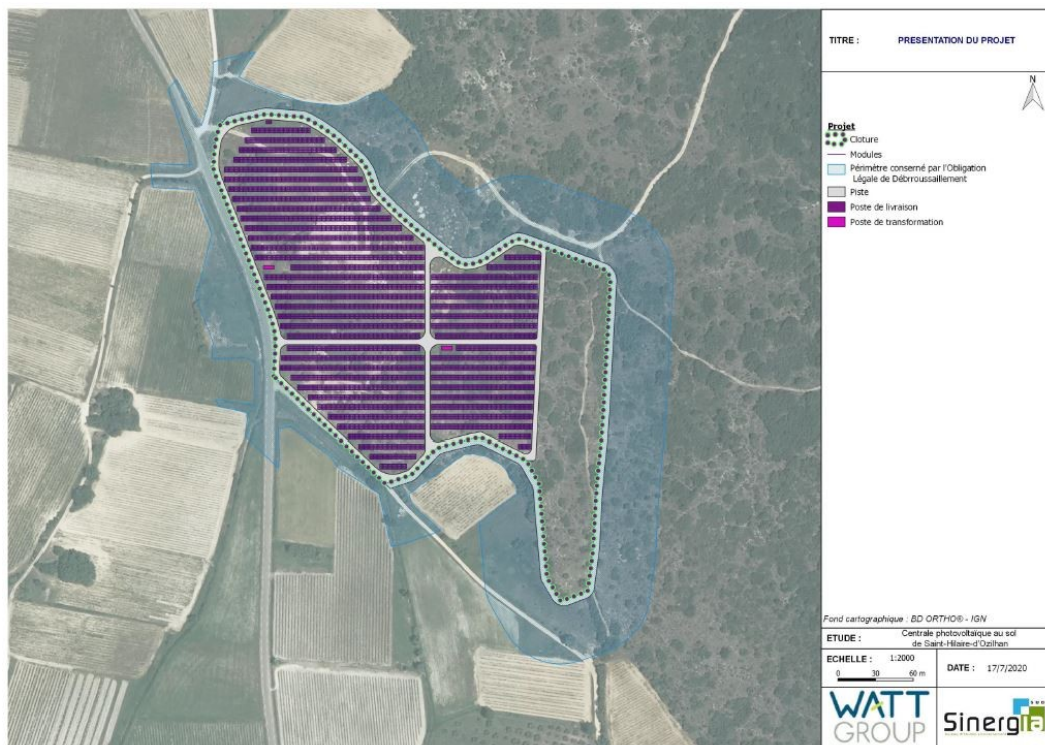 TITRE : PRESENTATION DU PROJET
N
Projet
Cloture
Modules
Périmètre conserné par l'Obligation
Légale de Débrroussaillement
Piste
Poste de livraison
Poste de transformation
Fond cartographique : BD ORTHO® - IGN
ETUDE : Centrale photovoltaïque au sol
de Saint-Hilaire-d'Ozilhan
ECHELLE : 1:2000
0 30 60 m
DATE : 17/7/2020
WATT
GROUP
Sinergia